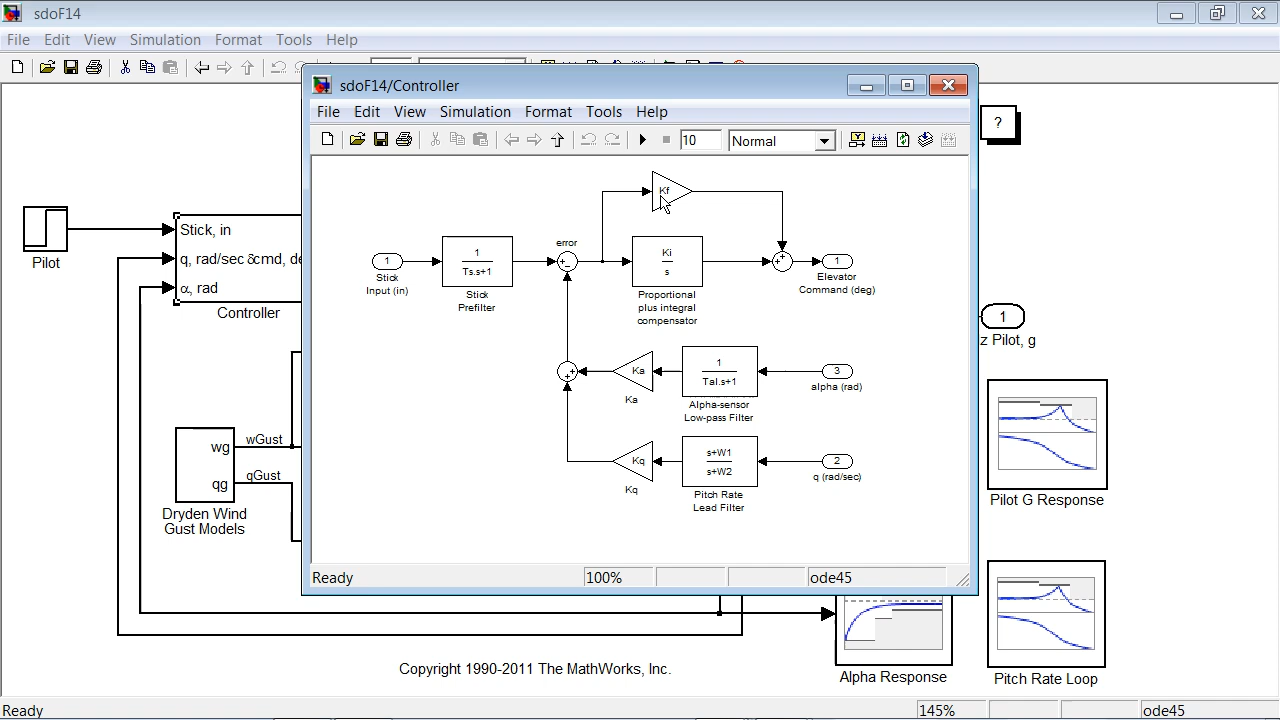 sdoF14
File Edit View Simulation Format Tools Help
sdoF14/Controller
File Edit View Simulation Format Tools Help
10 Normal
?
Kf
Pilot
Stick, in
q, rad/sec &cmd, de
α, rad
Controller
error
1
Stick
Input (in)
1
Ts.s+1
Stick
Prefilter
Ki
s
Proportional
plus integral
compensator
1
Elevator
Command (deg)
1
z Pilot, g
Ka
Ka
1
Tal.s+1
Alpha-sensor
Low-pass Filter
3
alpha (rad)
Kq
Kq
s+W1
s+W2
Pitch Rate
Lead Filter
2
q (rad/sec)
wg
qg
wGust
qGust
Dryden Wind
Gust Models
Pilot G Response
Ready 100% ode45
Copyright 1990-2011 The MathWorks, Inc.
Alpha Response
Pitch Rate Loop
Ready 145% ode45